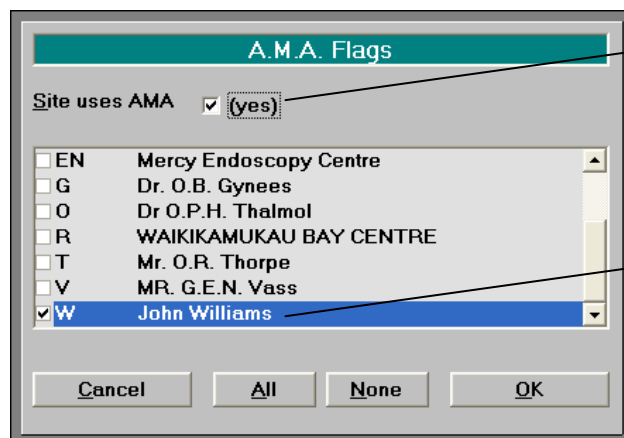 A.M.A. Flags
Site uses AMA (yes)
EN Mercy Endoscopy Centre
G Dr. O.B. Gynees
O Dr O.P.H. Thalmol
R WAIKIKAMUKAU BAY CENTRE
T Mr. O.R. Thorpe
V MR. G.E.N. Vass
W John Williams
Cancel All None OK